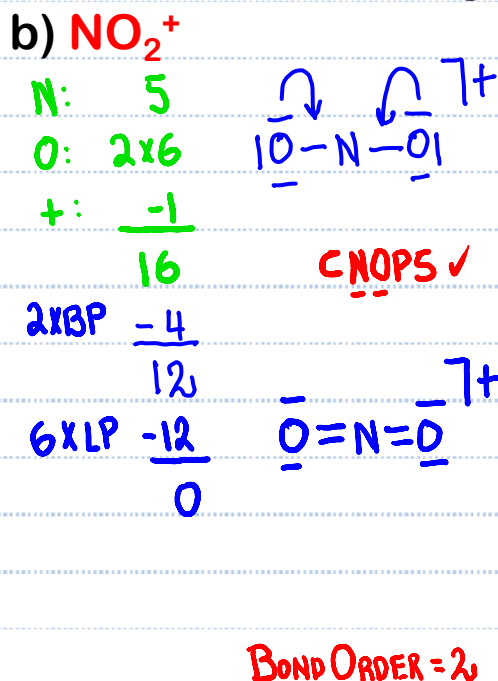 b) NO₂⁺
N: 5
O: 2x6
+: -1
16
2xBP -4
12
6xLP -12
0
|O-N-O| ]+
CNOPS ✓
O=N=O ]+
BOND ORDER = 2